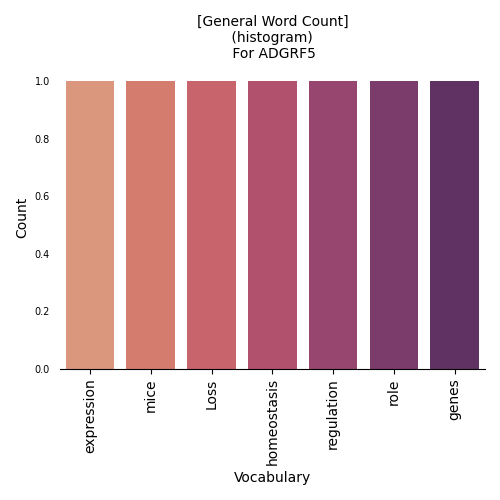 [General Word Count]
(histogram)
For ADGRF5
1.0
0.8
0.6
0.4
0.2
0.0
Count
expression
mice
Loss
homeostasis
regulation
role
genes
Vocabulary